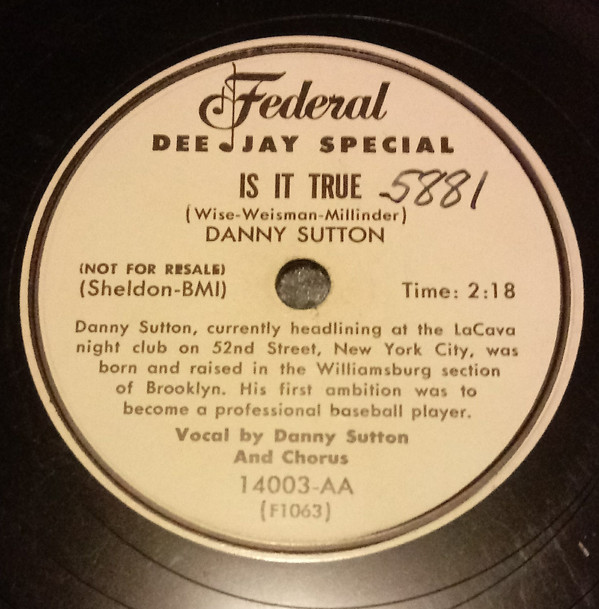 Federal
DEE JAY SPECIAL
IS IT TRUE 5881
(Wise-Weisman-Millinder)
DANNY SUTTON
(NOT FOR RESALE)
(Sheldon-BMI) Time: 2:18
Danny Sutton, currently headlining at the LaCava
night club on 52nd Street, New York City, was
born and raised in the Williamsburg section
of Brooklyn. His first ambition was to
become a professional baseball player.
Vocal by Danny Sutton
And Chorus
14003-AA
(F1063)